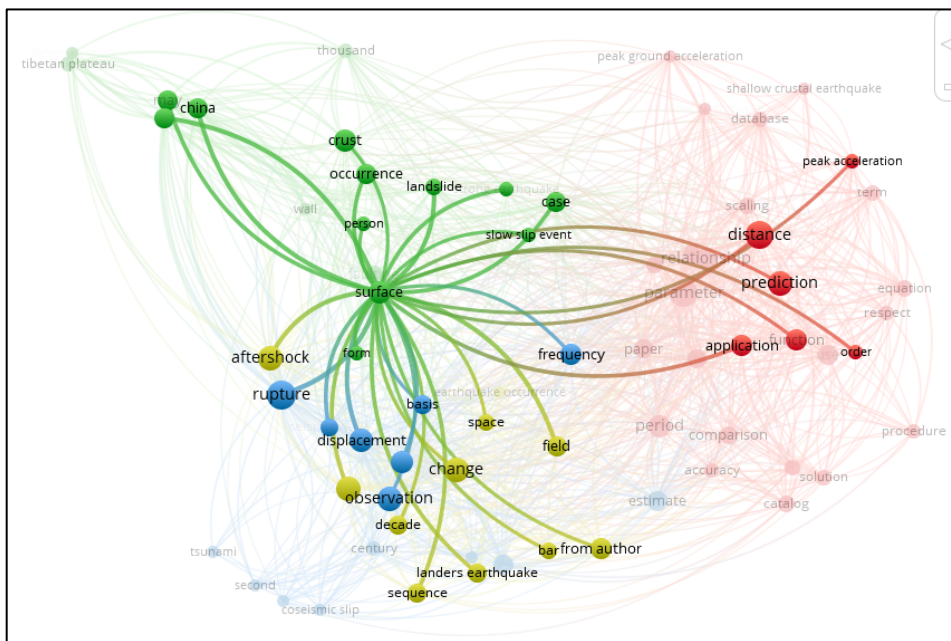 thousand
tibetan plateau
peak ground acceleration
shallow crustal earthquake
china
database
crust
peak acceleration
occurrence
landslide
term
case
scaling
wall
person
slow slip event
distance
relationship
prediction
surface
parameter
equation
respect
function
application
paper
order
form
frequency
aftershock
rupture
earthquake occurrence
basis
space
period
procedure
displacement
field
comparison
change
accuracy
solution
observation
estimate
catalog
decade
century
bar
from author
tsunami
landers earthquake
second
sequence
coseismic slip